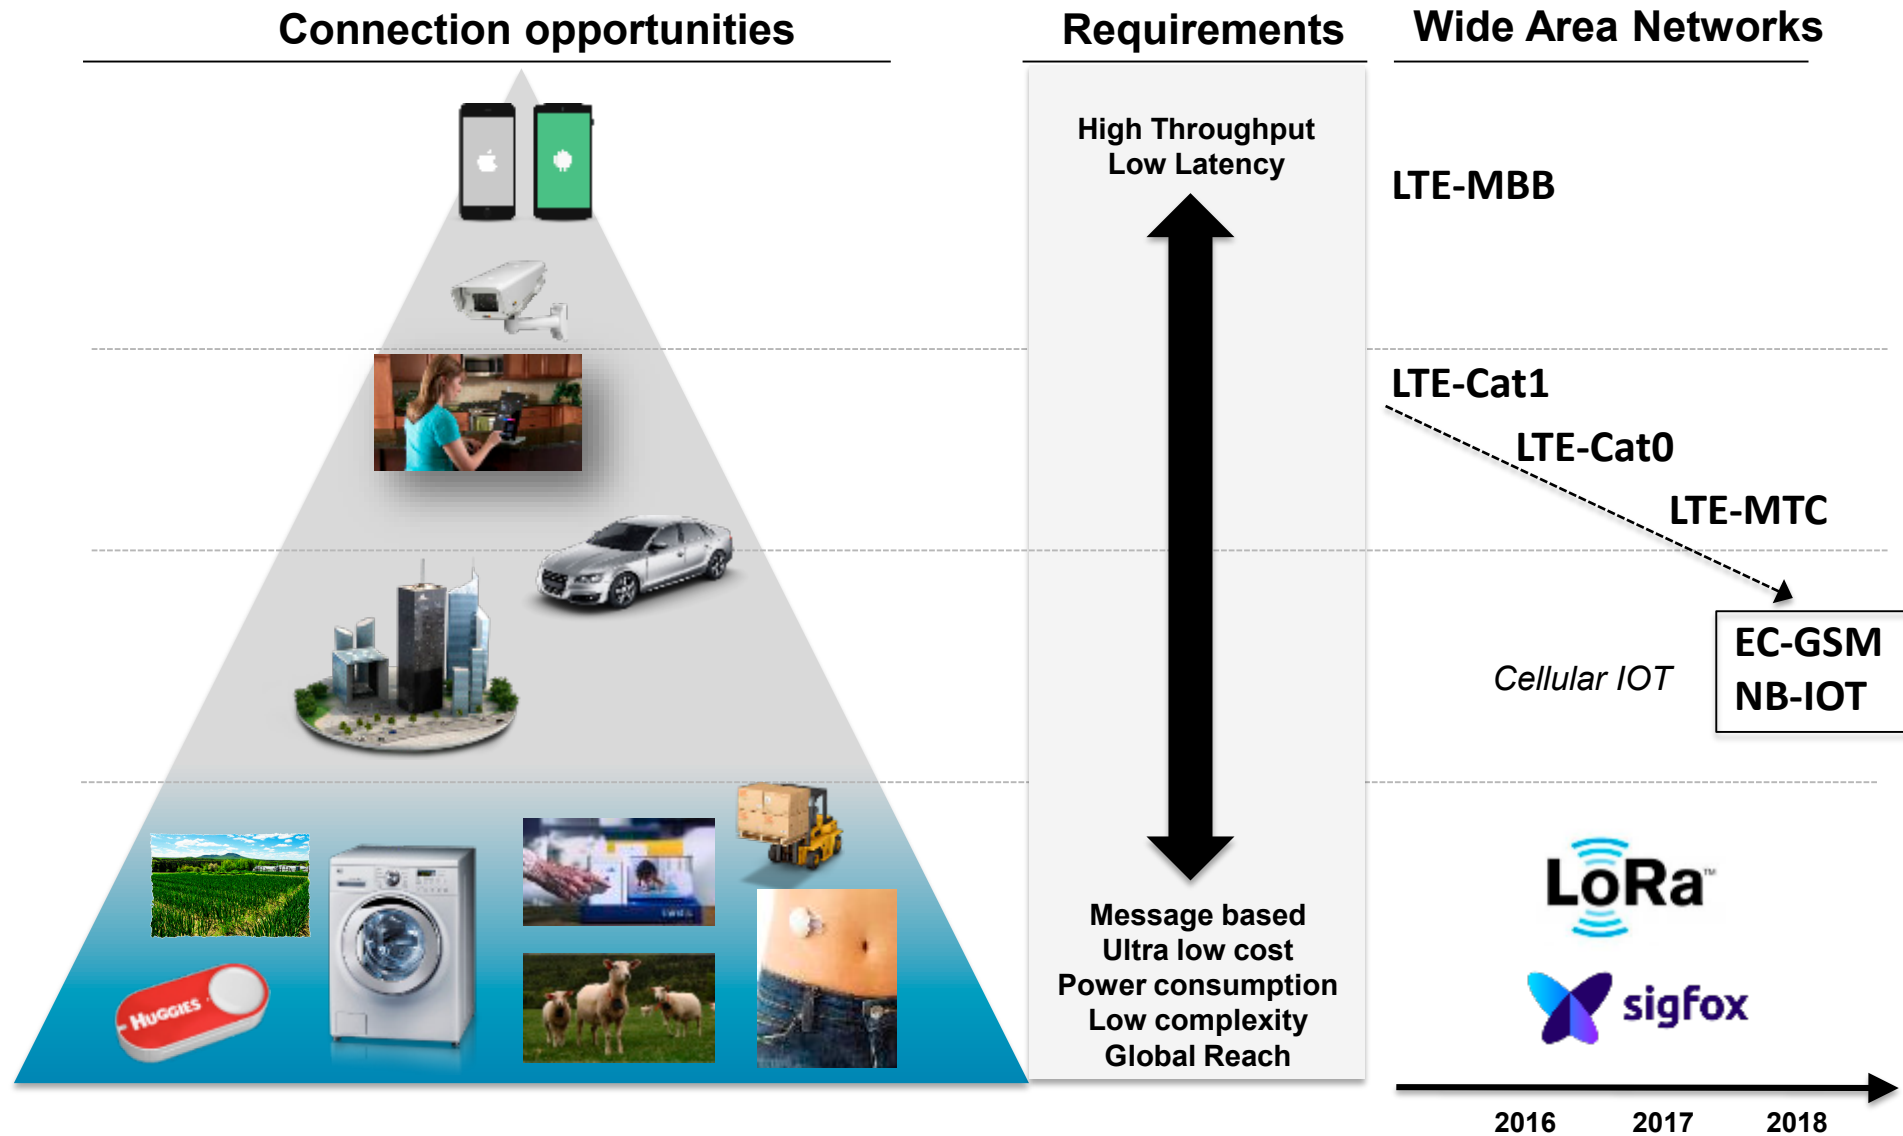 Connection opportunities
Requirements
Wide Area Networks
High Throughput
Low Latency
LTE-MBB
LTE-Cat1
LTE-Cat0
LTE-MTC
Cellular IOT
EC-GSM
NB-IOT
HUGGIES
Message based
Ultra low cost
Power consumption
Low complexity
Global Reach
LoRa™
sigfox
2016
2017
2018